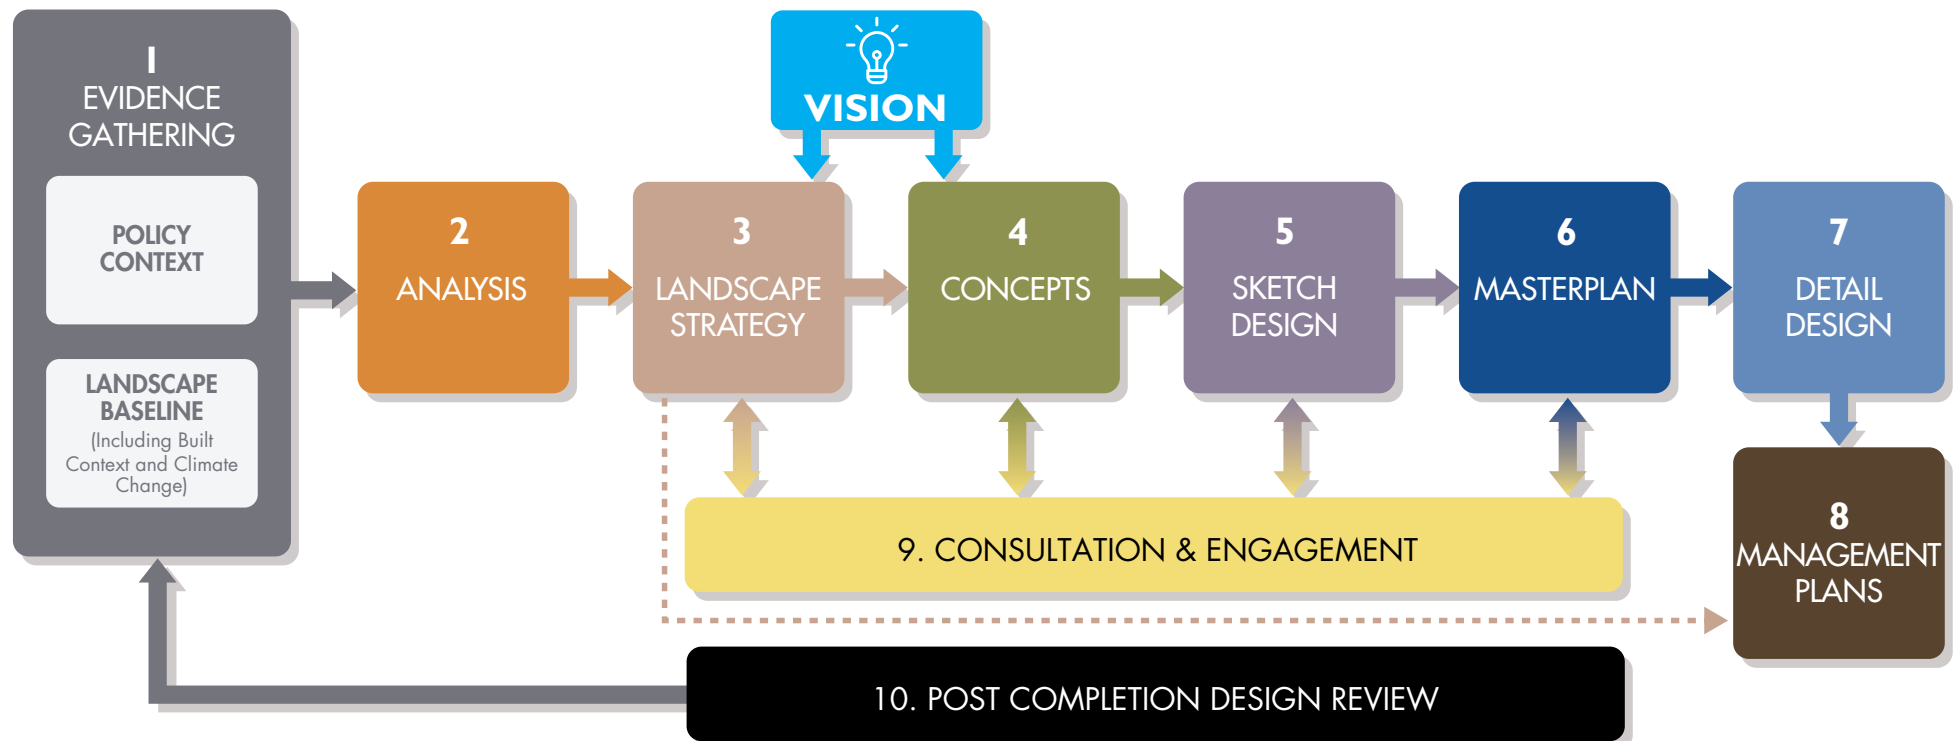 1
EVIDENCE
GATHERING
POLICY
CONTEXT
LANDSCAPE
BASELINE
(Including Built
Context and Climate
Change)
2
ANALYSIS
VISION
3
LANDSCAPE
STRATEGY
4
CONCEPTS
5
SKETCH
DESIGN
6
MASTERPLAN
7
DETAIL
DESIGN
8
MANAGEMENT
PLANS
9. CONSULTATION & ENGAGEMENT
10. POST COMPLETION DESIGN REVIEW